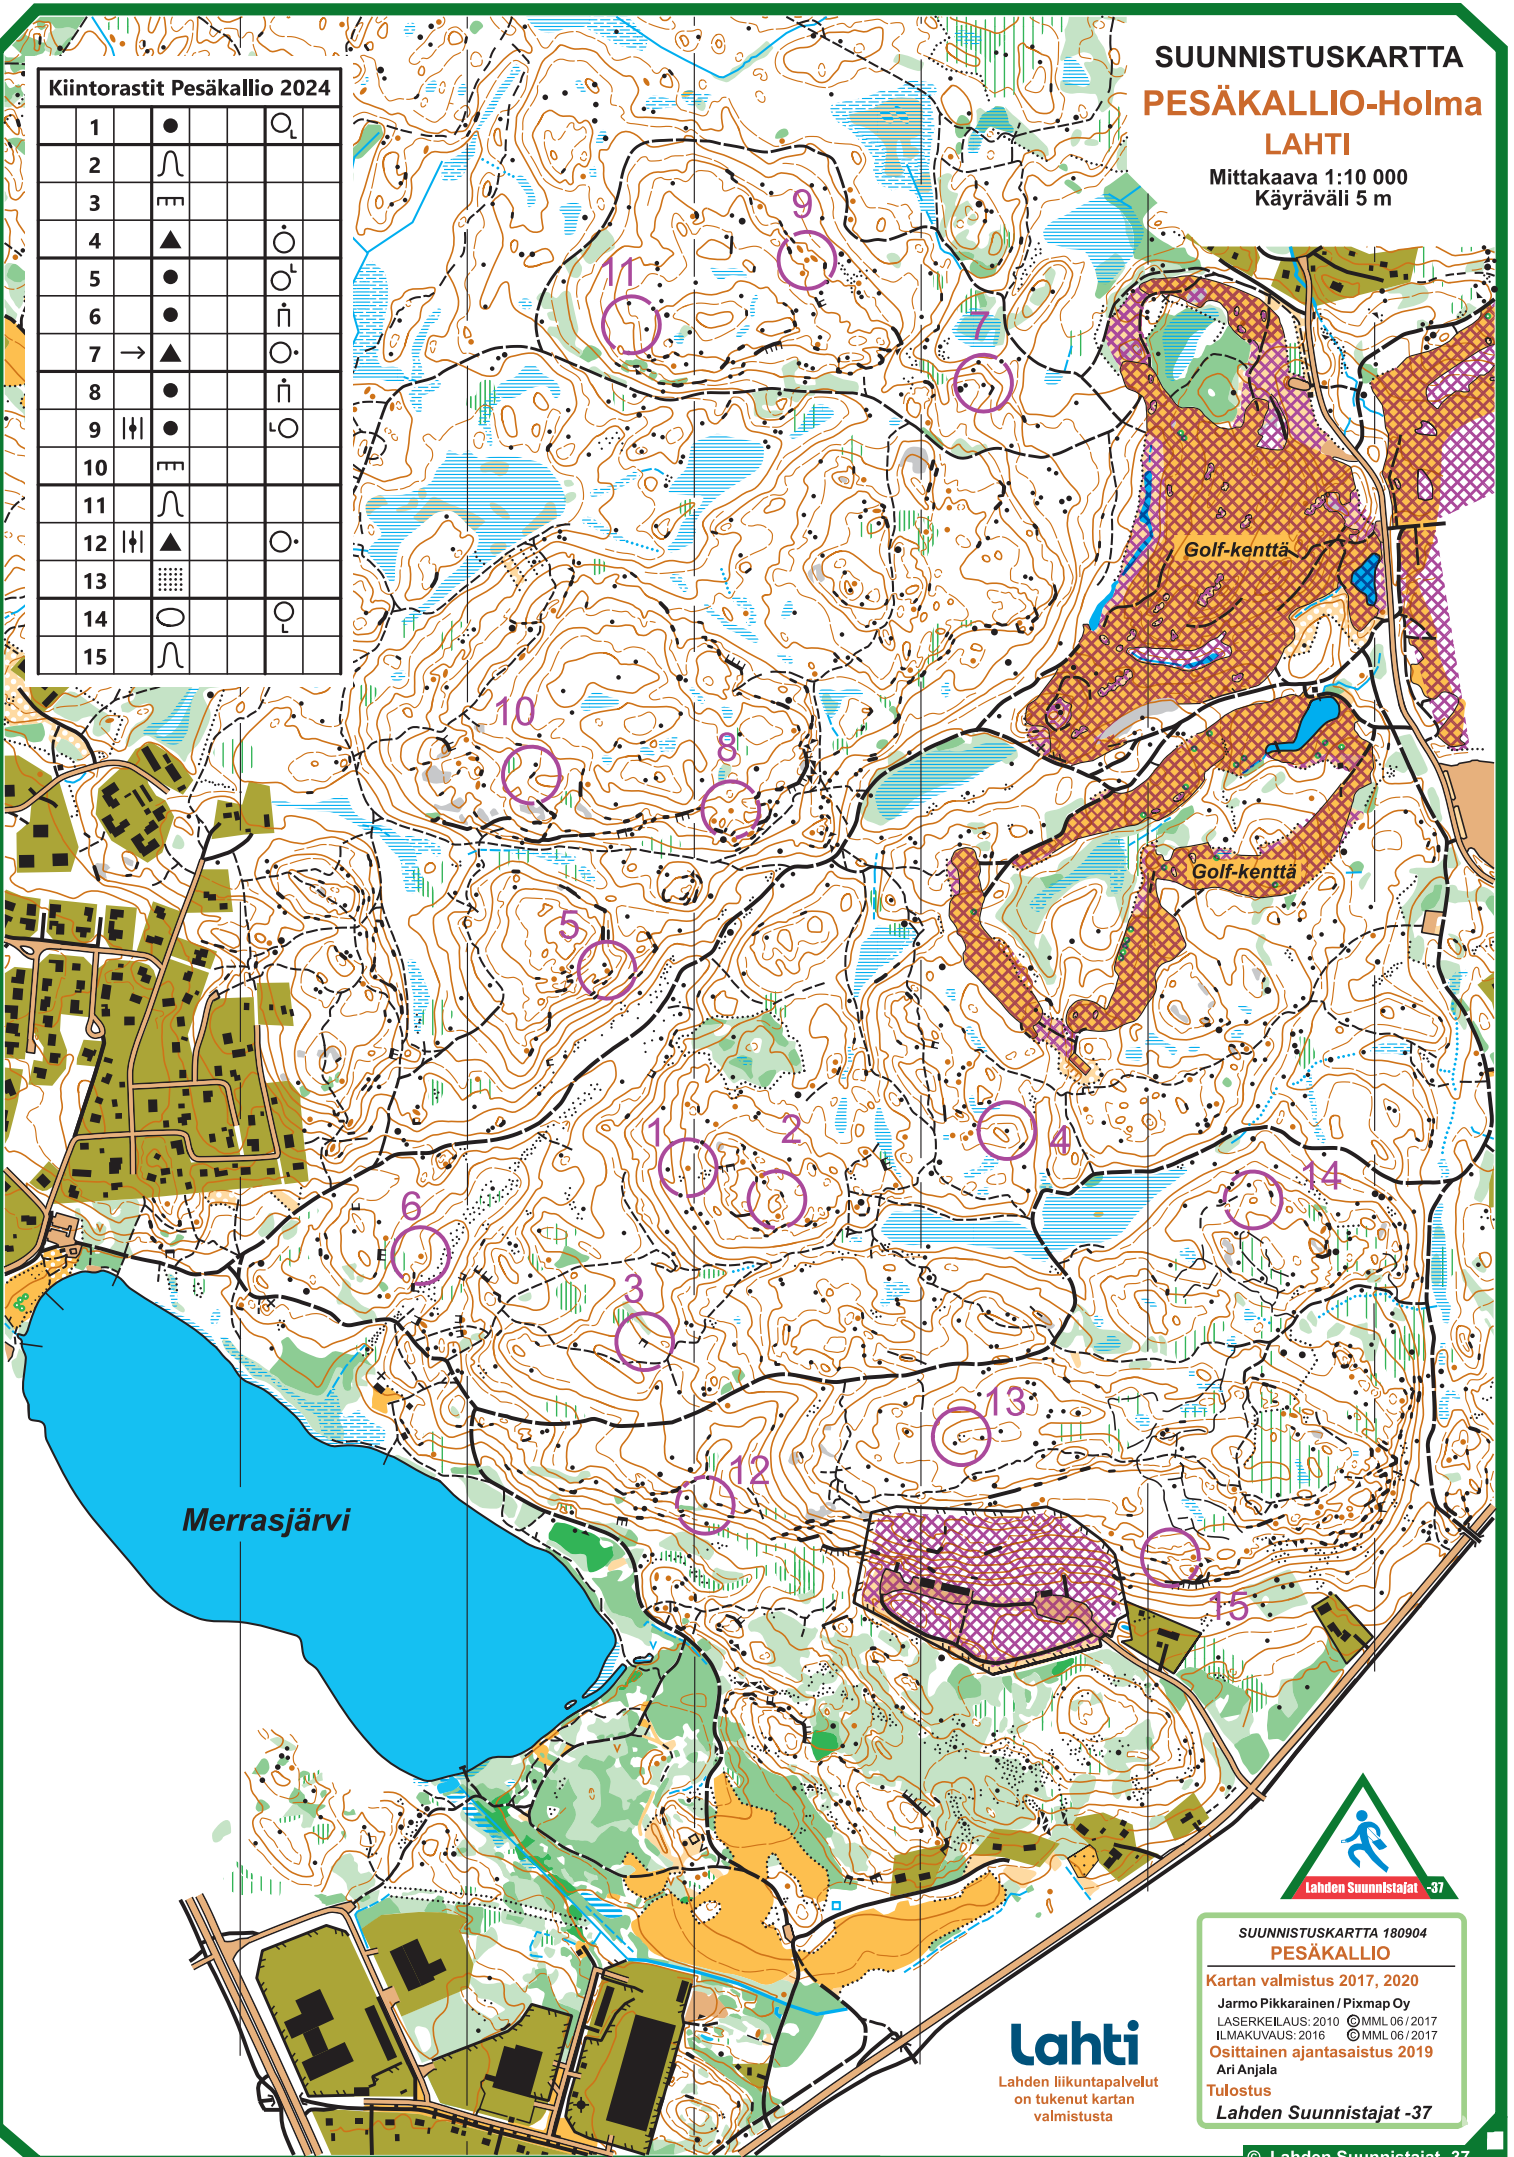 Kiintorastit Pesäkallio 2024
1
2
3
4
5
6
7
8
9
10
11
12
13
14
15
SUUNNISTUSKARTTA
PESÄKALLIO-Holma
LAHTI
Mittakaava 1:10 000
Käyräväli 5 m
9
11
7
Golf-kenttä
10
8
Golf-kenttä
5
1
2
4
14
6
3
13
12
Merrasjärvi
15
Lahden Suunnistajat -37
SUUNNISTUSKARTTA 180904
PESÄKALLIO
Kartan valmistus 2017, 2020
Jarmo Pikkarainen / Pixmap Oy
LASERKEILAUS: 2010 ©MML 06/2017
ILMAKUVAUS: 2016 ©MML 06/2017
Osittainen ajantasaistus 2019
Ari Anjala
Tulostus
Lahden Suunnistajat -37
Lahti
Lahden liikuntapalvelut
on tukenut kartan
valmistusta
© Lahden Suunnistajat -37